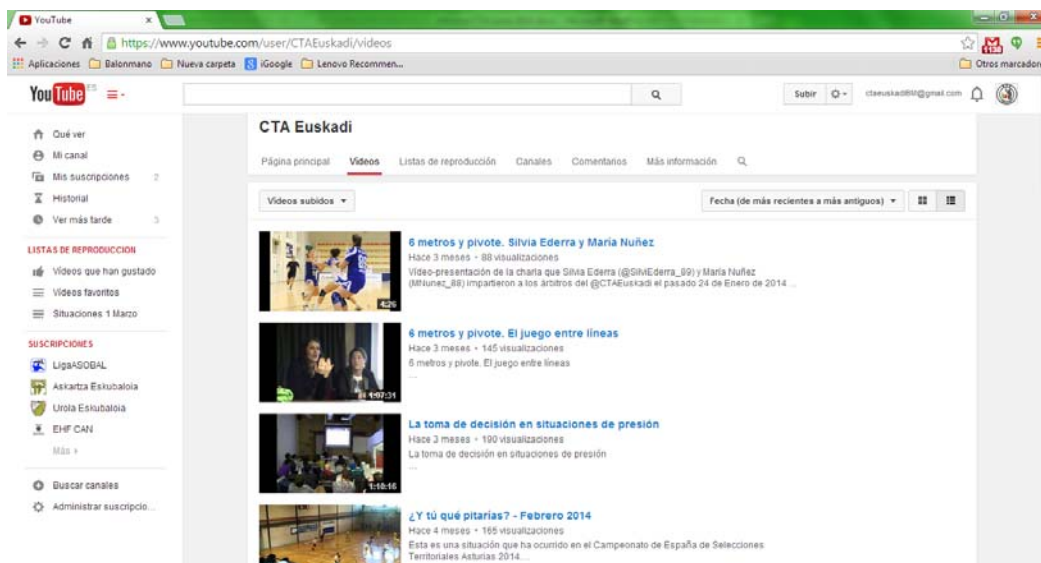 YouTube
https://www.youtube.com/user/CTAEuskadi/videos
Aplicaciones Balonmano Nueva carpeta iGoogle Lenovo Recommen... Otros marcador
YouTube ES Subir ctaeuskadiBM@gmail.com
CTA Euskadi
Página principal Vídeos Listas de reproducción Canales Comentarios Más información
Vídeos subidos Fecha (de más recientes a más antiguos)
Qué ver
Mi canal
Mis suscripciones 2
Historial
Ver más tarde 3
LISTAS DE REPRODUCCION
Vídeos que han gustado
Vídeos favoritos
Situaciones 1 Marzo
SUSCRIPCIONES
LigaASOBAL
Askartza Eskubaloia
Urola Eskubaloia
EHF CAN
Más
Buscar canales
Administrar suscripcio...
6 metros y pivote. Silvia Ederra y María Nuñez
Hace 3 meses • 88 visualizaciones
Vídeo-presentación de la charla que Silvia Ederra (@SilviEderra_99) y María Nuñez
(MNunez_88) impartieron a los árbitros del @CTAEuskadi el pasado 24 de Enero de 2014 ...
4:26
6 metros y pivote. El juego entre líneas
Hace 3 meses • 145 visualizaciones
6 metros y pivote. El juego entre líneas
...
1:07:31
La toma de decisión en situaciones de presión
Hace 3 meses • 190 visualizaciones
La toma de decisión en situaciones de presión
...
1:10:16
¿Y tú qué pitarías? - Febrero 2014
Hace 4 meses • 165 visualizaciones
Esta es una situación que ha ocurrido en el Campeonato de España de Selecciones
Territoriales Asturias 2014...